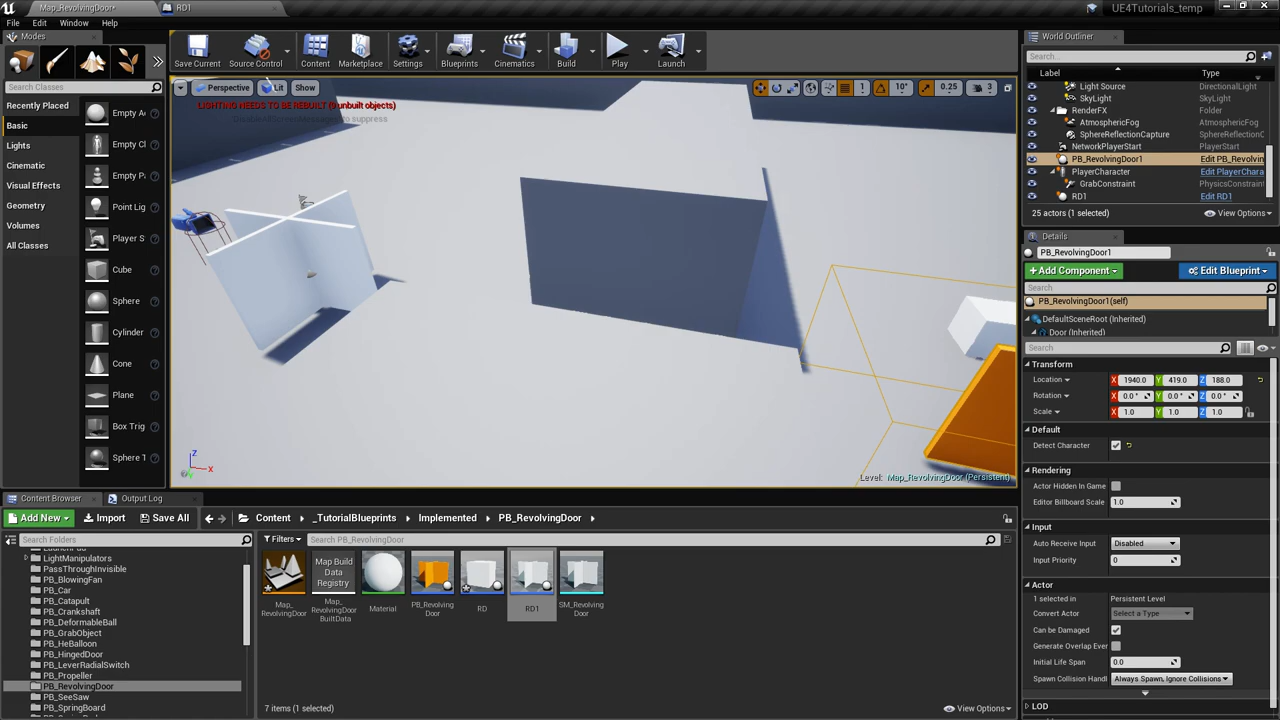 Map_RevolvingDoor*
RD1
UE4Tutorials_temp
File
Edit
Window
Help
Modes
Search Classes
Recently Placed
Basic
Lights
Cinematic
Visual Effects
Geometry
Volumes
All Classes
Empty A
Empty Cl
Empty P
Point Lig
Player S
Cube
Sphere
Cylinder
Cone
Plane
Box Trig
Sphere T
Save Current
Source Control
Content
Marketplace
Settings
Blueprints
Cinematics
Build
Play
Launch
Perspective
Lit
Show
1
10°
0.25
3
LIGHTING NEEDS TO BE REBUILT (9 unbuilt objects)
Z
X
Level: Map_RevolvingDoor (Persistent)
World Outliner
Search...
Label
Type
Light Source
DirectionalLight
SkyLight
SkyLight
RenderFX
Folder
AtmosphericFog
AtmosphericFog
SphereReflectionCapture
SphereReflectionC
NetworkPlayerStart
PlayerStart
PB_RevolvingDoor1
Edit PB_Revolvin
PlayerCharacter
Edit PlayerChara
GrabConstraint
PhysicsConstrain
RD1
Edit RD1
25 actors (1 selected)
View Options
Details
PB_RevolvingDoor1
+ Add Component
Edit Blueprint
Search
PB_RevolvingDoor1(self)
DefaultSceneRoot (Inherited)
Door (Inherited)
Search
Transform
Location
X 1940.0 Y 419.0 Z 188.0
Rotation
X 0.0° Y 0.0° Z 0.0°
Scale
X 1.0 Y 1.0 Z 1.0
Default
Detect Character
Rendering
Actor Hidden In Game
Editor Billboard Scale
1.0
Input
Auto Receive Input
Disabled
Input Priority
0
Actor
1 selected in
Persistent Level
Convert Actor
Select a Type
Can be Damaged
Generate Overlap Ever
Initial Life Span
0.0
Spawn Collision Handl
Always Spawn, Ignore Collisions
LOD
Content Browser
Output Log
Add New
Import
Save All
Content
_TutorialBlueprints
Implemented
PB_RevolvingDoor
Search Folders
LightManipulators
PassThroughInvisible
PB_BlowingFan
PB_Car
PB_Catapult
PB_Crankshaft
PB_DeformableBall
PB_GrabObject
PB_HeBalloon
PB_HingedDoor
PB_LeverRadialSwitch
PB_Propeller
PB_RevolvingDoor
PB_SeeSaw
PB_SpringBoard
Filters
Search PB_RevolvingDoor
Map_
RevolvingDoor
Map Build
Data
Registry
Map_
RevolvingDoor
BuiltData
Material
PB_Revolving
Door
RD
RD1
SM_Revolving
Door
7 items (1 selected)
View Options